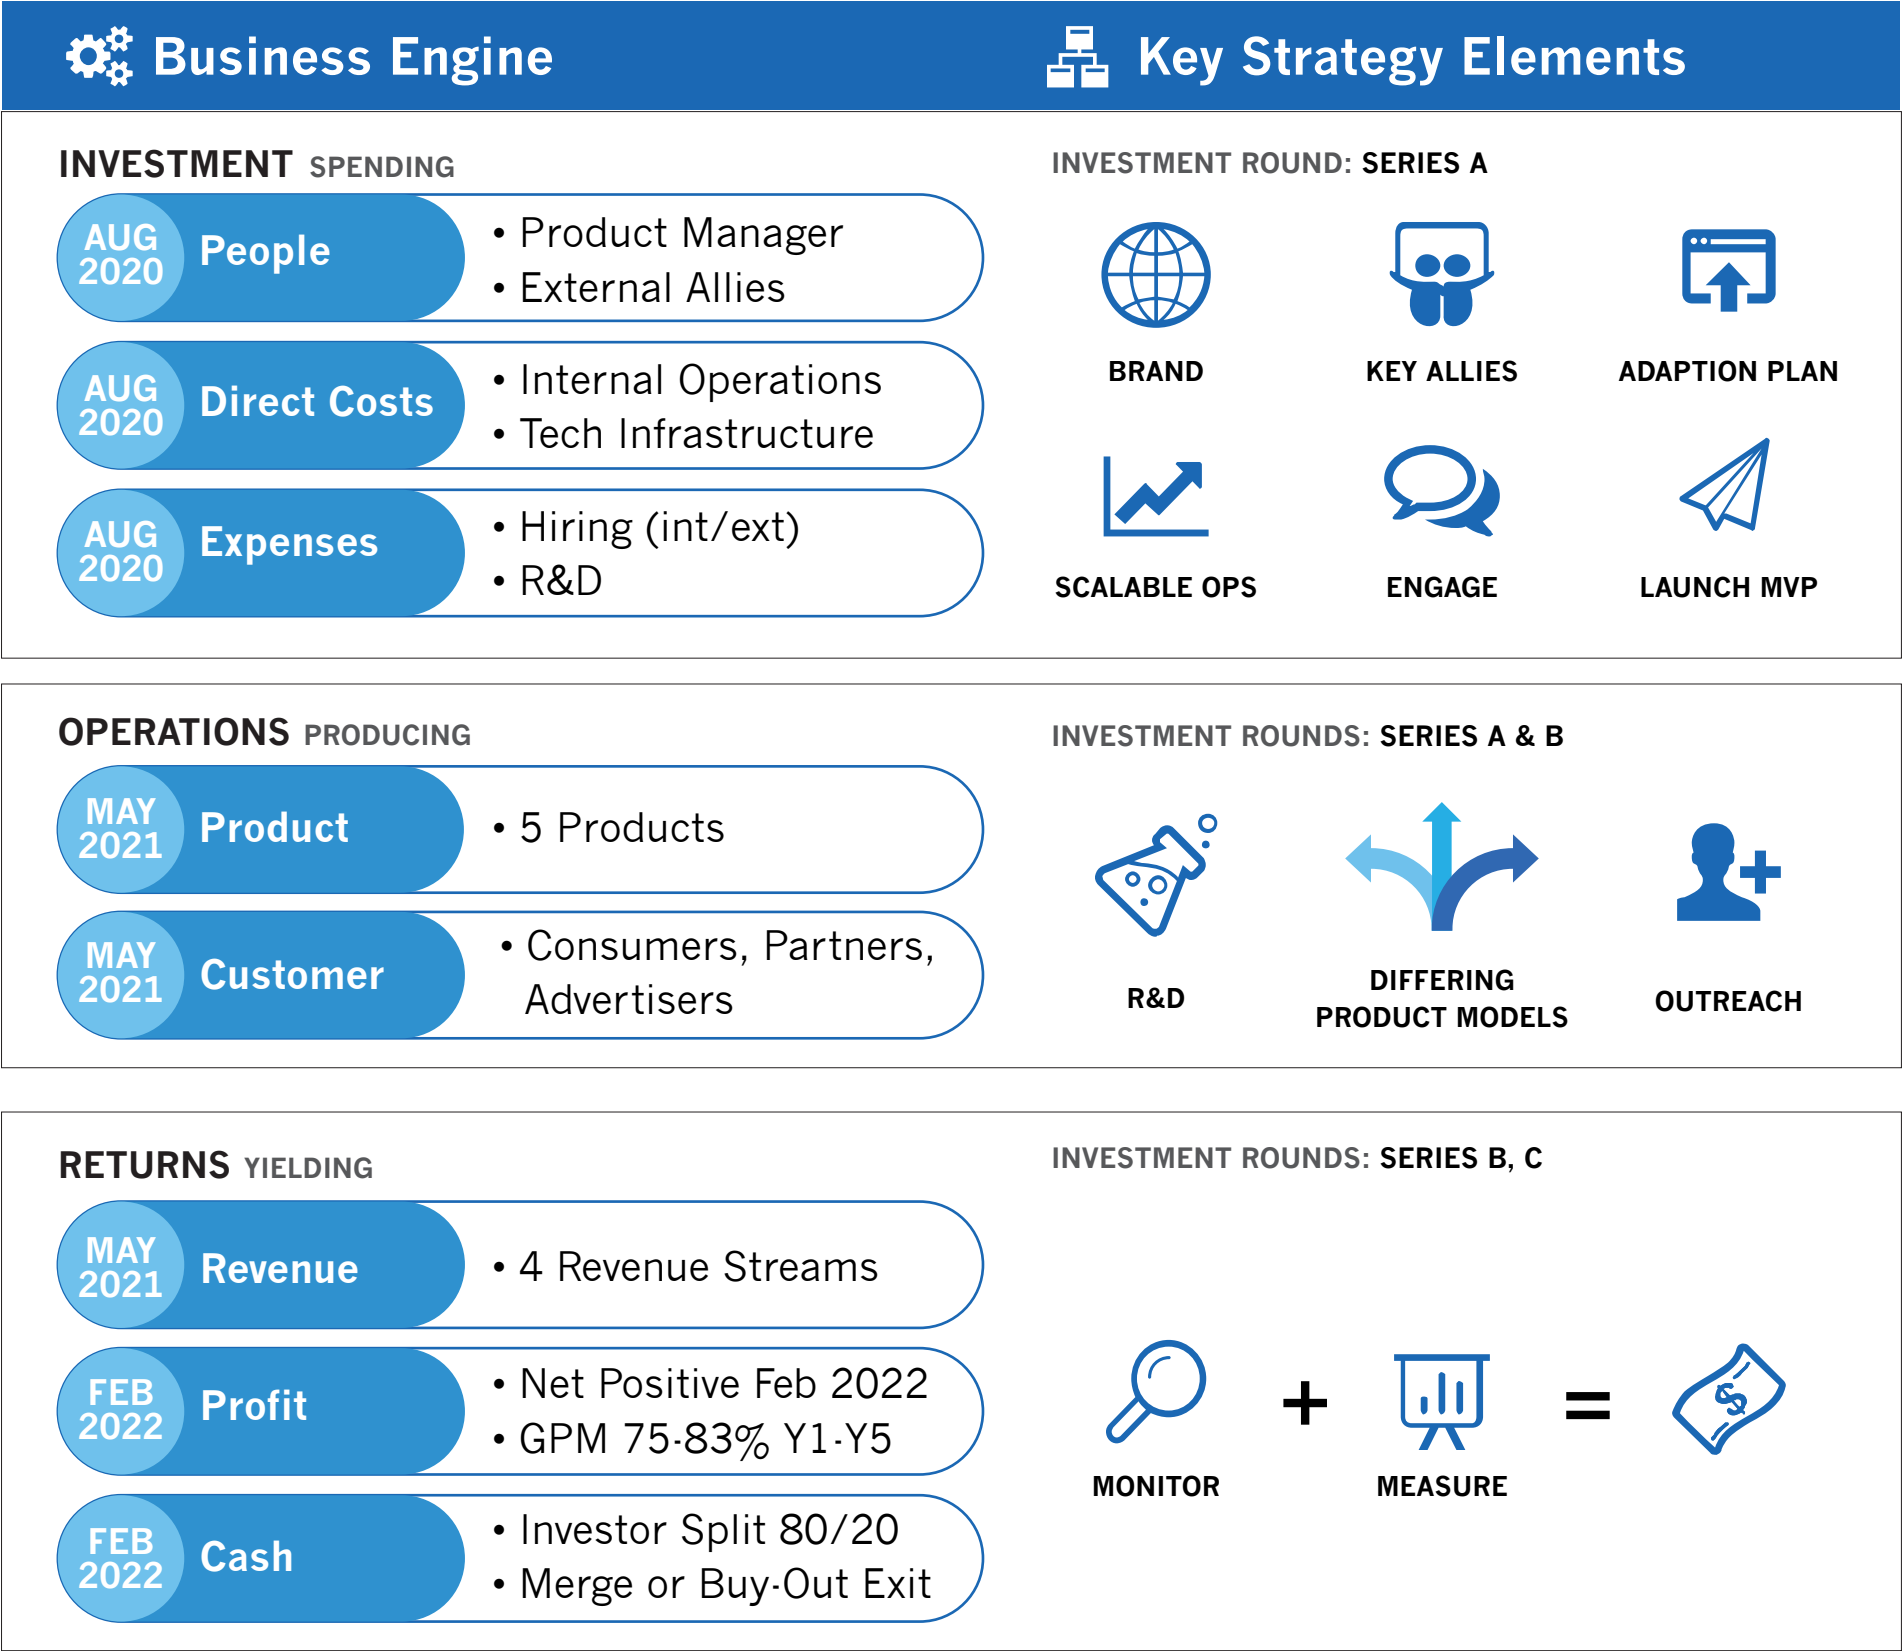 Business Engine
Key Strategy Elements
INVESTMENT SPENDING
AUG
2020
People
• Product Manager
• External Allies
AUG
2020
Direct Costs
• Internal Operations
• Tech Infrastructure
AUG
2020
Expenses
• Hiring (int/ext)
• R&D
INVESTMENT ROUND: SERIES A
BRAND
KEY ALLIES
ADAPTION PLAN
SCALABLE OPS
ENGAGE
LAUNCH MVP
OPERATIONS PRODUCING
MAY
2021
Product
• 5 Products
MAY
2021
Customer
• Consumers, Partners,
Advertisers
INVESTMENT ROUNDS: SERIES A & B
R&D
DIFFERING
PRODUCT MODELS
OUTREACH
RETURNS YIELDING
MAY
2021
Revenue
• 4 Revenue Streams
FEB
2022
Profit
• Net Positive Feb 2022
• GPM 75-83% Y1-Y5
FEB
2022
Cash
• Investor Split 80/20
• Merge or Buy-Out Exit
INVESTMENT ROUNDS: SERIES B, C
MONITOR
+
MEASURE
=
$